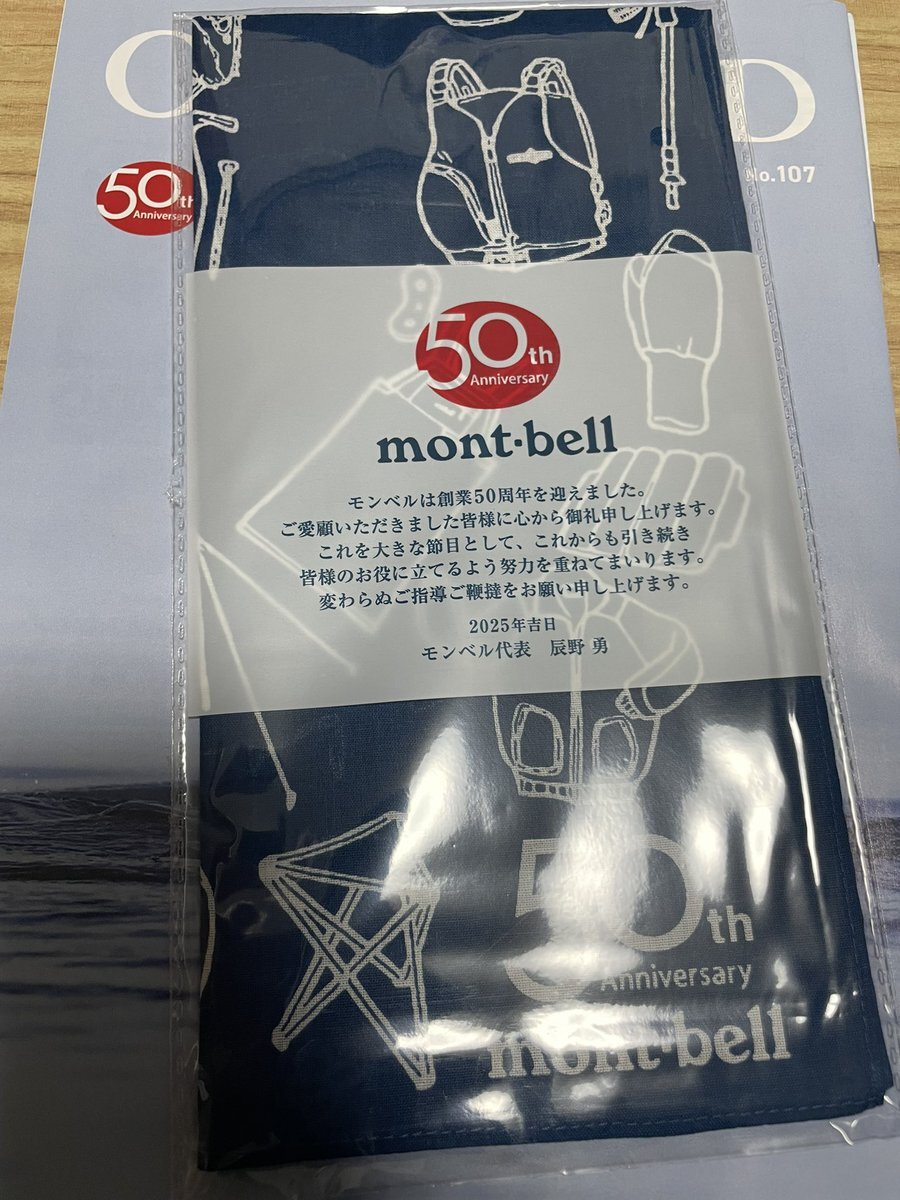 O
O
50th
Anniversary
No.107
50th
Anniversary
mont-bell
モンベルは創業50周年を迎えました。
ご愛顧いただきました皆様に心から御礼申し上げます。
これを大きな節目として、これからも引き続き
皆様のお役に立てるよう努力を重ねてまいります。
変わらぬご指導ご鞭撻をお願い申し上げます。
2025年吉日
モンベル代表　辰野 勇
50th
Anniversary
mont-bell